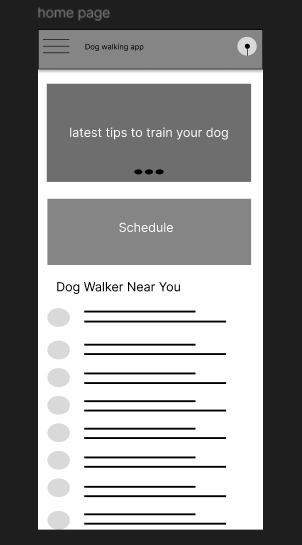 home page
Dog walking app
latest tips to train your dog
Schedule
Dog Walker Near You